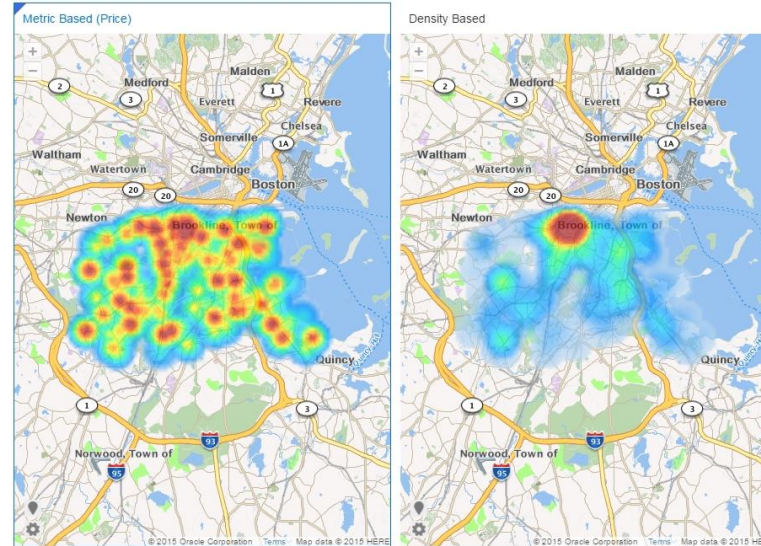 Metric Based (Price)
+
−
Malden
2
Medford
1
3
Everett
Revere
Chelsea
Somerville
1A
Waltham
Watertown
Cambridge
20
20
Boston
Newton
Brookline, Town of
Quincy
1
3
93
Norwood, Town of
95
© 2015 Oracle Corporation Terms Map data © 2015 HERE
Density Based
+
−
Malden
2
Medford
1
3
Everett
Revere
Chelsea
Somerville
1A
Waltham
Watertown
Cambridge
20
20
Boston
Newton
Brookline, Town of
Quincy
1
3
93
Norwood, Town of
95
© 2015 Oracle Corporation Terms Map data © 2015 HERE